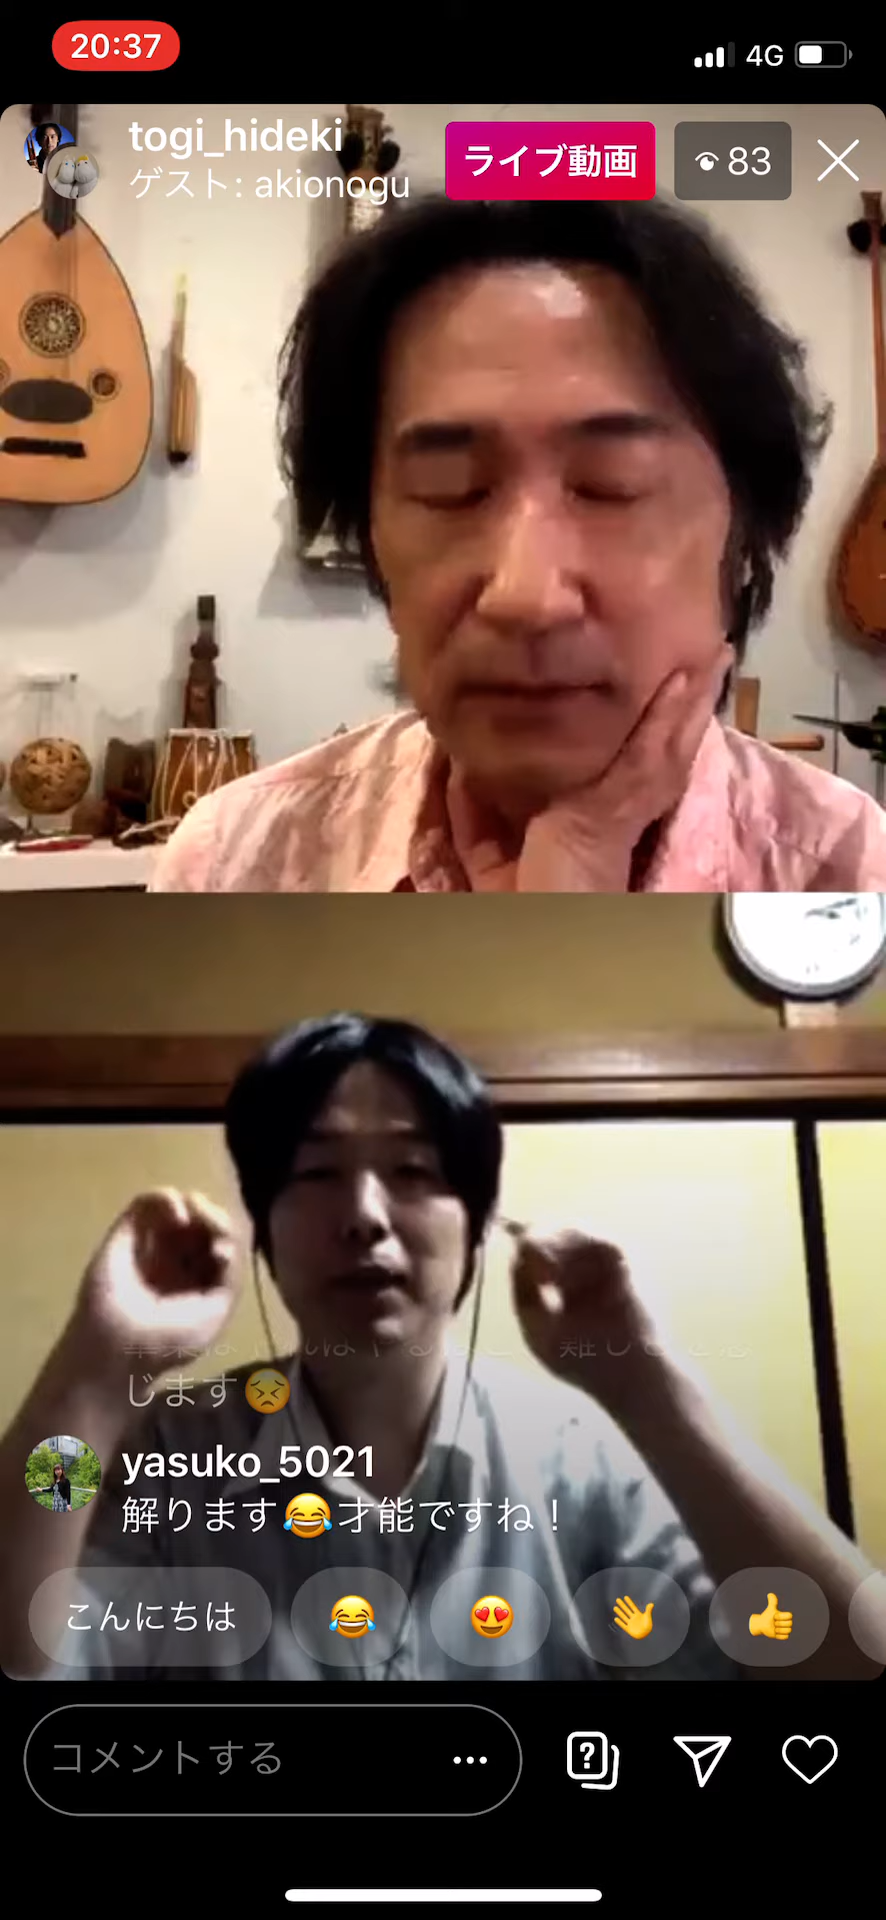 20:37
4G
togi_hideki
ゲスト: akionogu
ライブ動画
83
じます😣
yasuko_5021
解ります😂才能ですね！
こんにちは
😂
😍
👋
👍
コメントする